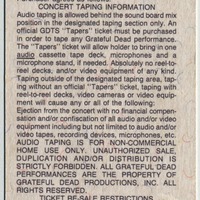 CONCERT TAPING INFORMATION
Audio taping is allowed behind the sound board mix
position in the designated taping section only. An
official GDTS "Tapers" ticket must be purchased
in order to tape any Grateful Dead performance.
The "Tapers" ticket will allow holder to bring in one
audio cassette tape deck, microphones and a
microphone stand, if needed. Absolutely no reel-to-
reel decks, and/or video equipment of any kind.
Taping outside of the designated taping area, tap-
ing without an official "Tapers" ticket, taping with
reel-to-reel decks, video cameras or video equip-
ment will cause any or all of the following:
Ejection from the concert with no financial compen-
sation and/or confiscation of all audio and/or video
equipment including but not limited to audio and/or
video tapes, recording devices, microphones, etc.
AUDIO TAPING IS FOR NON-COMMERCIAL
HOME USE ONLY. UNAUTHORIZED SALE,
DUPLICATION AND/OR DISTRIBUTION IS
STRICTLY FORBIDDEN. ALL GRATEFUL DEAD
PERFORMANCES ARE THE PROPERTY OF
GRATEFUL DEAD PRODUCTIONS, INC. ALL
RIGHTS RESERVED.
TICKET RE-SALE RESTRICTIONS